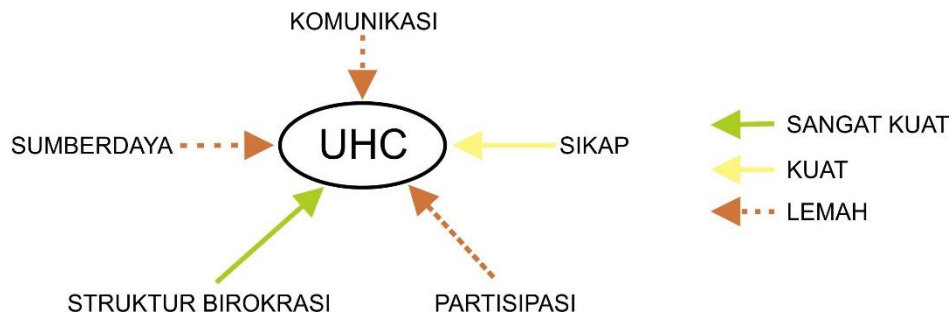 KOMUNIKASI
SUMBERDAYA
UHC
SIKAP
STRUKTUR BIROKRASI
PARTISIPASI
SANGAT KUAT
KUAT
LEMAH